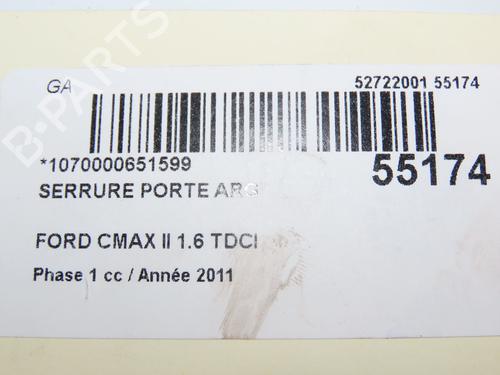 GA
52722001 55174
*1070000651599
55174
SERRURE PORTE ARG
FORD CMAX II 1.6 TDCI
Phase 1 cc / Année 2011
B-PARTS